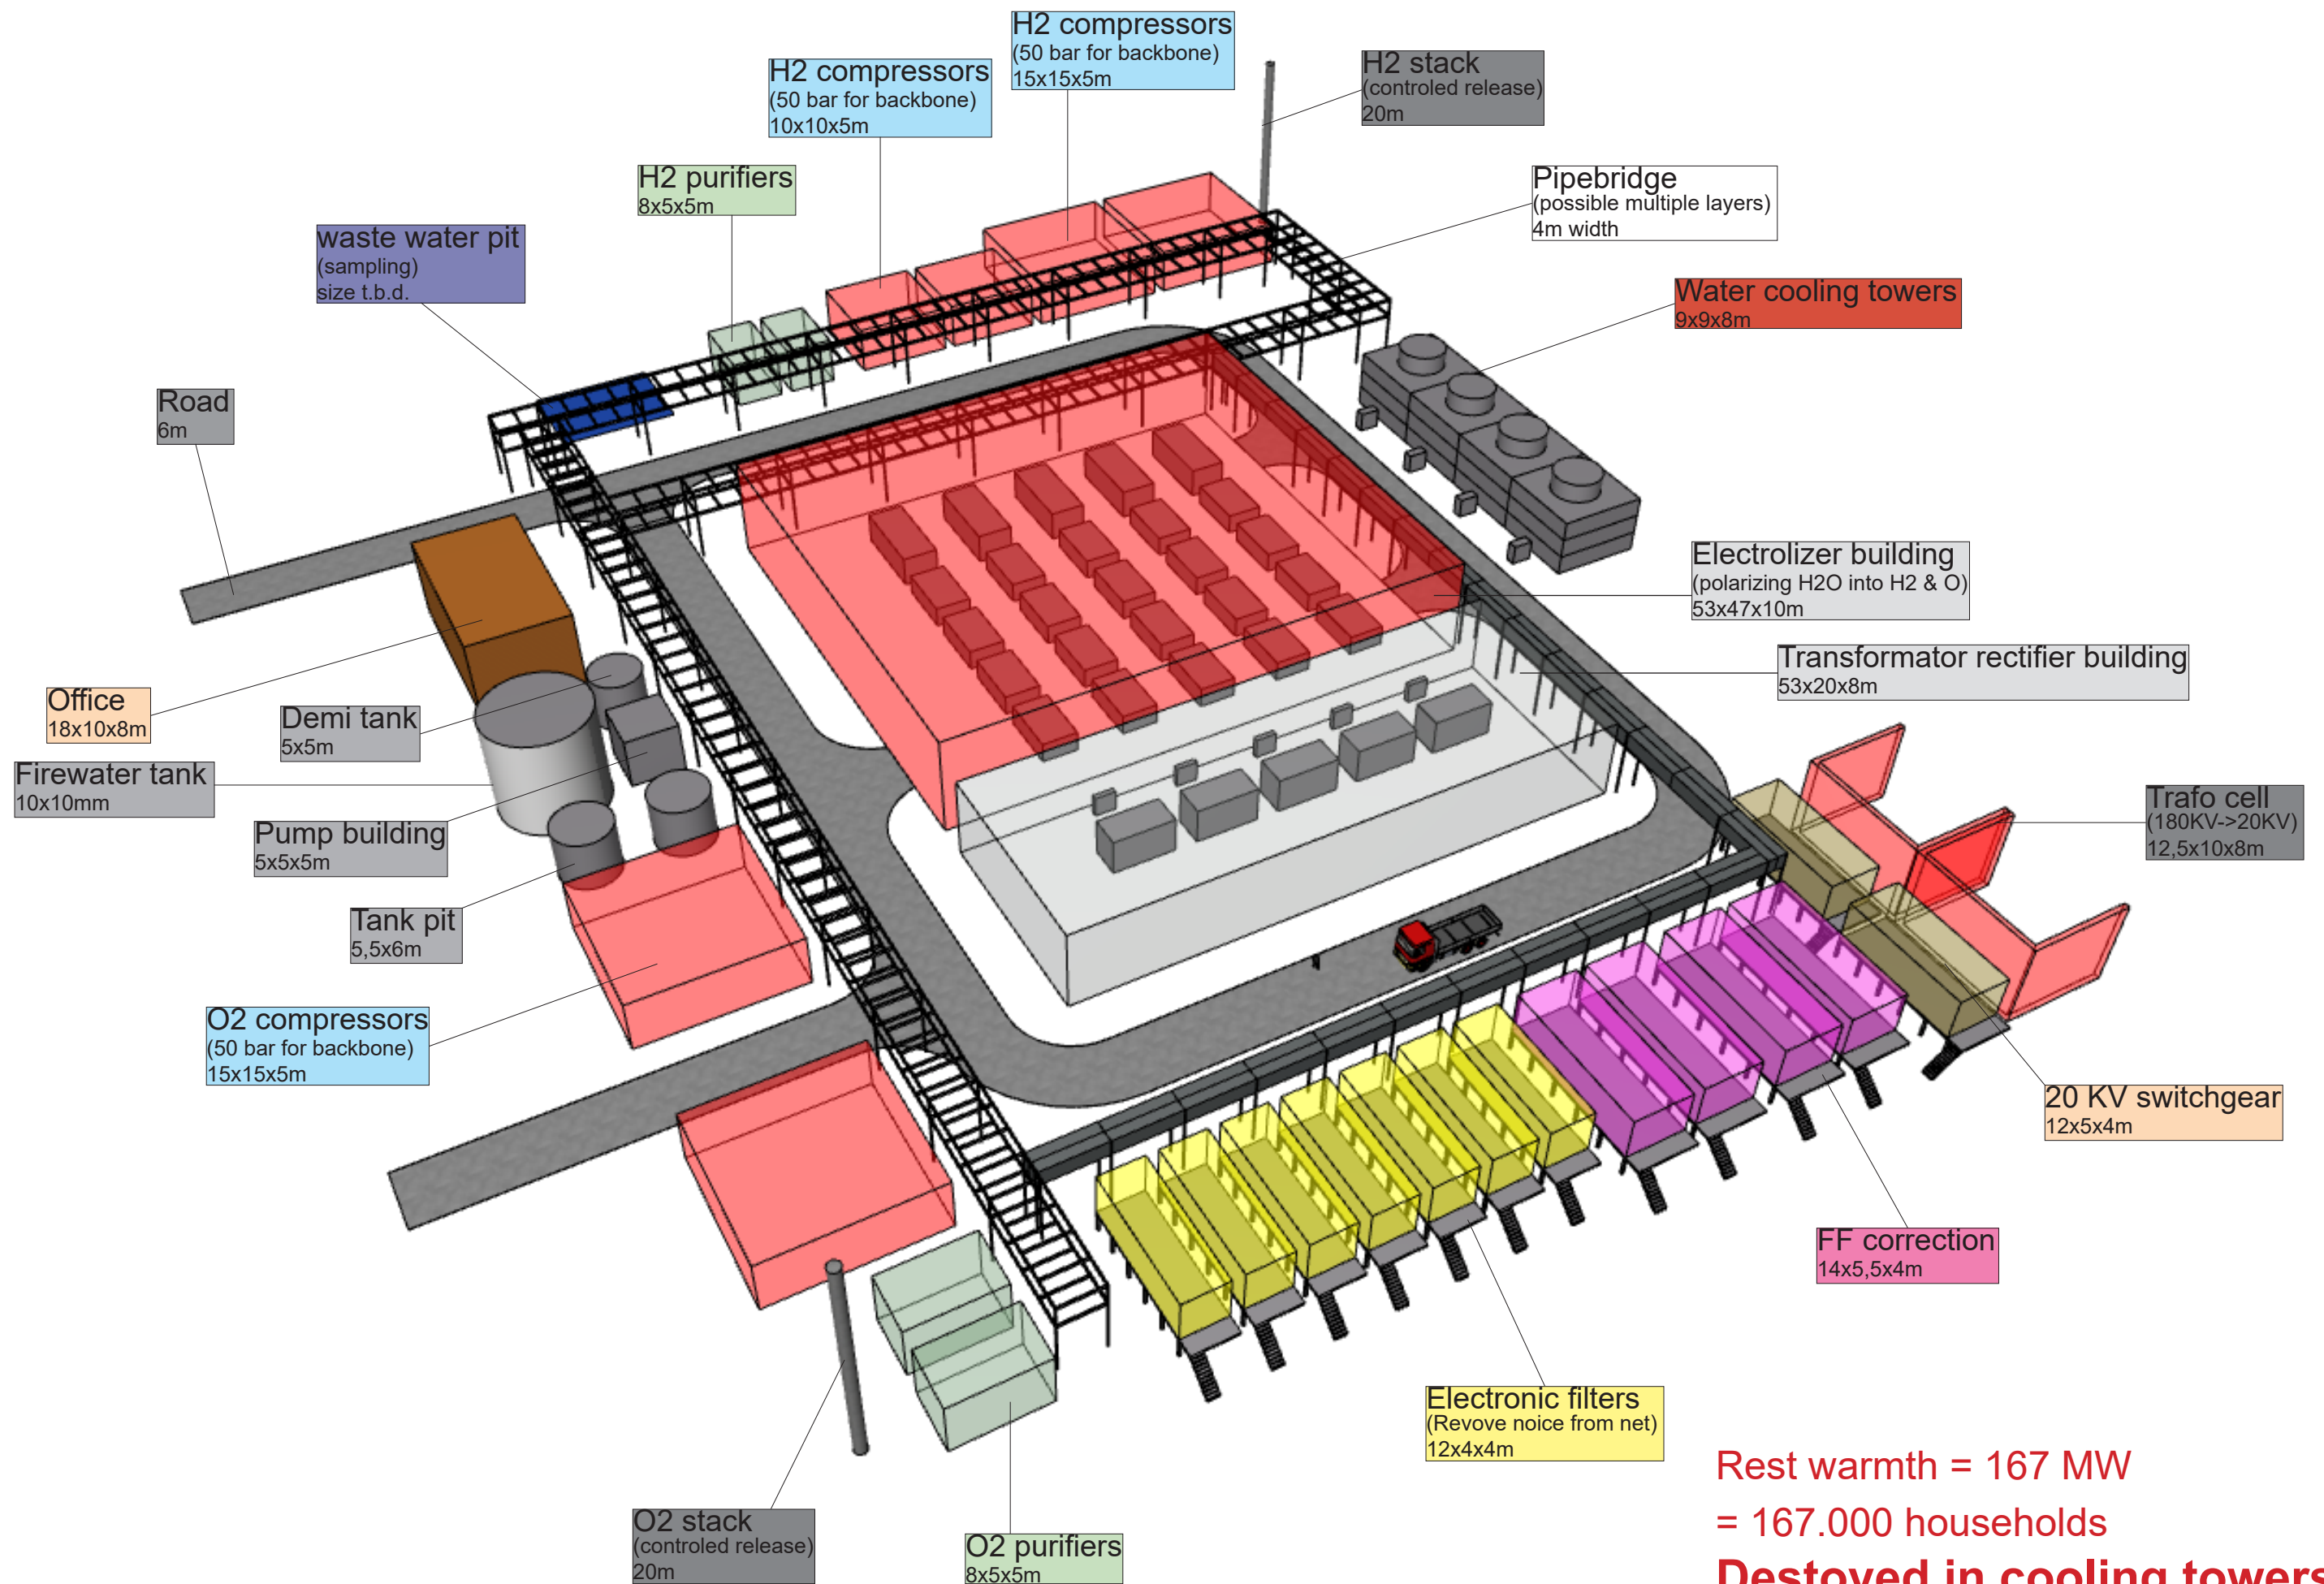 H2 compressors
(50 bar for backbone)
15x15x5m
H2 compressors
(50 bar for backbone)
10x10x5m
H2 stack
(controled release)
20m
H2 purifiers
8x5x5m
Pipebridge
(possible multiple layers)
4m width
waste water pit
(sampling)
size t.b.d.
Water cooling towers
9x9x8m
Road
6m
Electrolizer building
(polarizing H2O into H2 & O)
53x47x10m
Transformator rectifier building
53x20x8m
Office
18x10x8m
Demi tank
5x5m
Firewater tank
10x10mm
Trafo cell
(180KV->20KV)
12,5x10x8m
Pump building
5x5x5m
Tank pit
5,5x6m
O2 compressors
(50 bar for backbone)
15x15x5m
20 KV switchgear
12x5x4m
FF correction
14x5,5x4m
Electronic filters
(Revove noice from net)
12x4x4m
O2 stack
(controled release)
20m
O2 purifiers
8x5x5m
Rest warmth = 167 MW
= 167.000 households
Destoyed in cooling towers